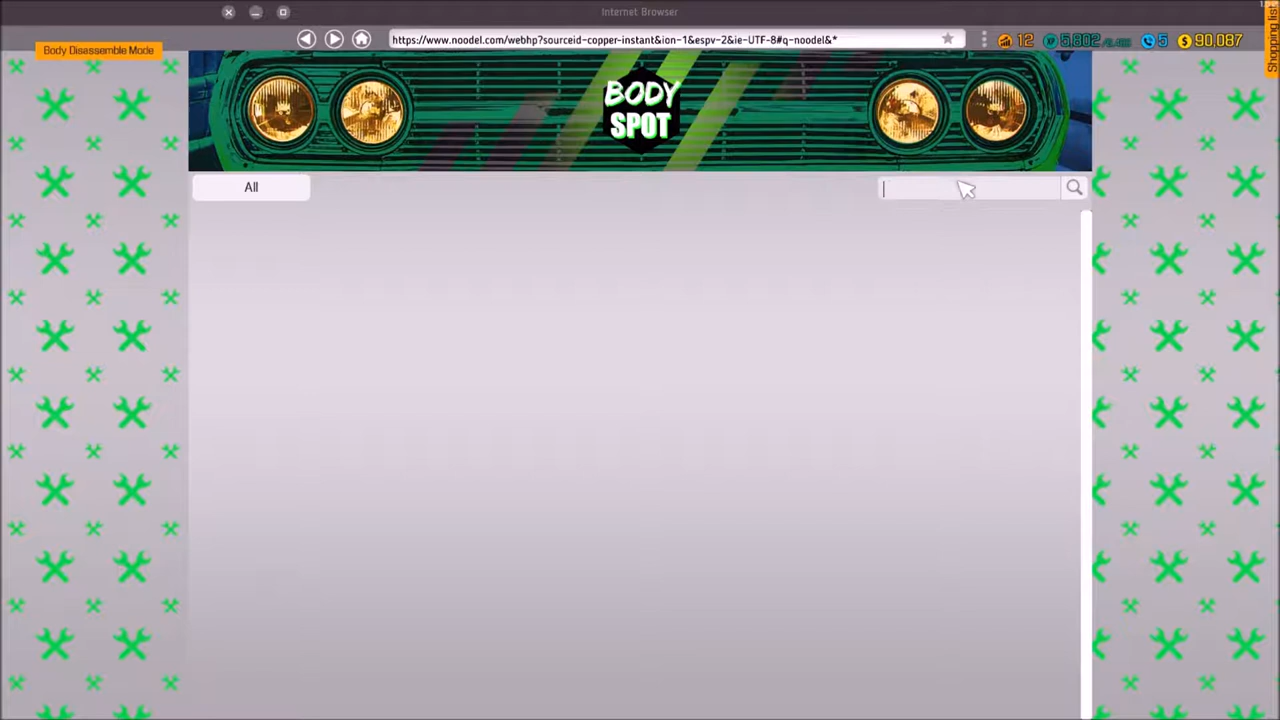 Internet Browser
Body Disassemble Mode
https://www.noodel.com/webhp?sourceid-copper-instant&ion-1&espv-2&ie-UTF-8#q-noodel&*
12
5,802
5
90,087
Shopping list
BODY
SPOT
All